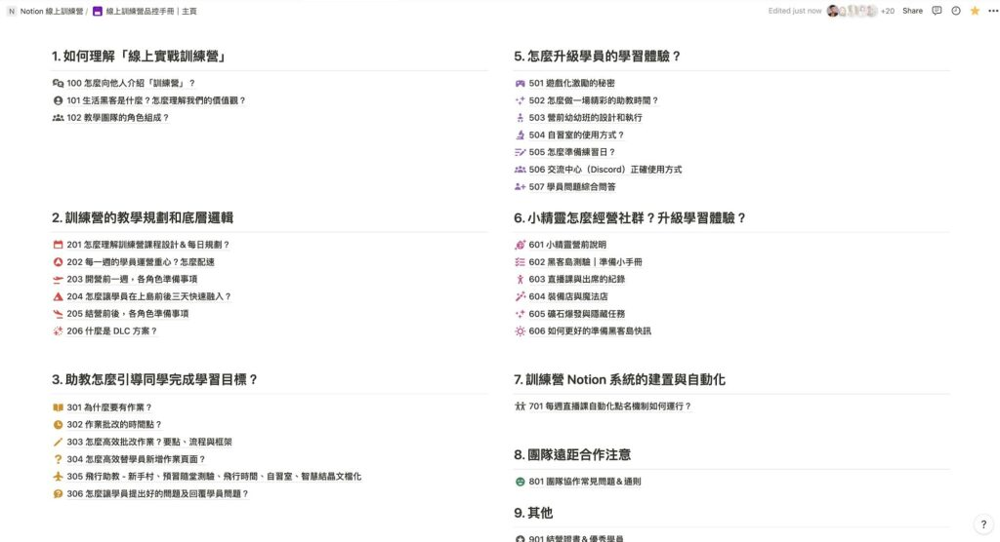 N Notion 線上訓練營 / 線上訓練營品控手冊｜主頁
Edited just now +20 Share
1. 如何理解「線上實戰訓練營」
100 怎麼向他人介紹「訓練營」？
101 生活黑客是什麼？怎麼理解我們的價值觀？
102 教學團隊的角色組成？
2. 訓練營的教學規劃和底層邏輯
201 怎麼理解訓練營課程設計＆每日規劃？
202 每一週的學員運營重心？怎麼配速
203 開營前一週，各角色準備事項
204 怎麼讓學員在上島前後三天快速融入？
205 結營前後，各角色準備事項
206 什麼是 DLC 方案？
3. 助教怎麼引導同學完成學習目標？
301 為什麼要有作業？
302 作業批改的時間點？
303 怎麼高效批改作業？要點、流程與框架
304 怎麼高效替學員新增作業頁面？
305 飛行助教 - 新手村、預習隨堂測驗、飛行時間、自習室、智慧結晶文檔化
306 怎麼讓學員提出好的問題及回覆學員問題？
5. 怎麼升級學員的學習體驗？
501 遊戲化激勵的秘密
502 怎麼做一場精彩的助教時間？
503 營前幼幼班的設計和執行
504 自習室的使用方式？
505 怎麼準備練習日？
506 交流中心（Discord）正確使用方式
507 學員問題綜合問答
6. 小精靈怎麼經營社群？升級學習體驗？
601 小精靈營前說明
602 黑客島測驗｜準備小手冊
603 直播課與出席的紀錄
604 裝備店與魔法店
605 礦石爆發與隱藏任務
606 如何更好的準備黑客島快訊
7. 訓練營 Notion 系統的建置與自動化
701 每週直播課自動化點名機制如何運行？
8. 團隊遠距合作注意
801 團隊協作常見問題＆通則
9. 其他
901 結營證書＆優秀學員
?